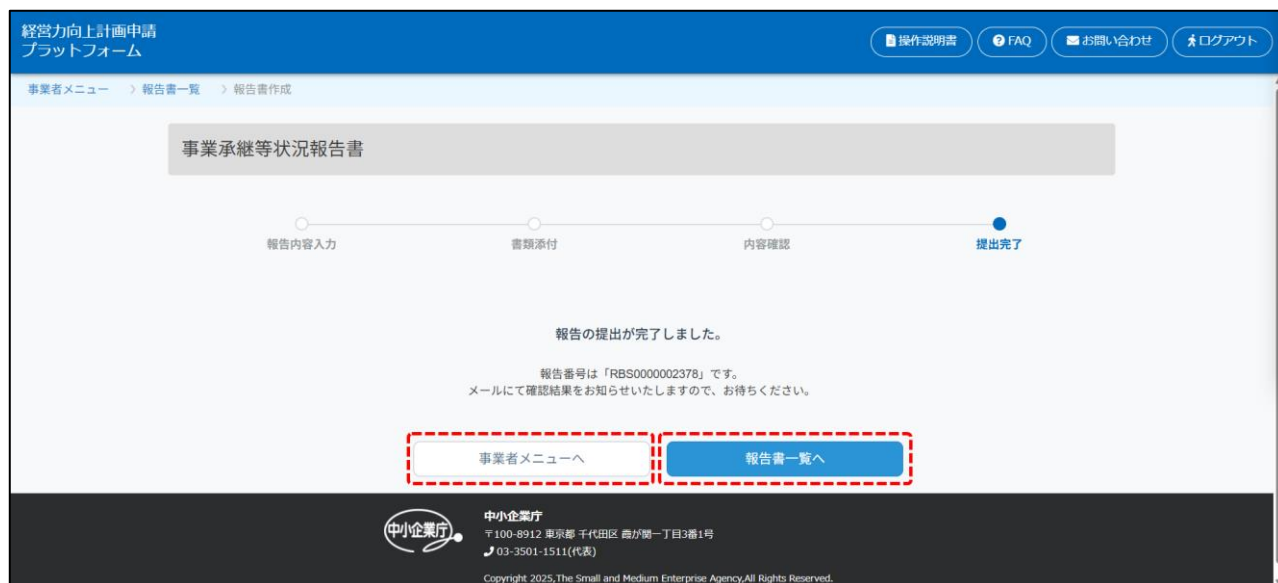 経営力向上計画申請
プラットフォーム
操作説明書
FAQ
お問い合わせ
ログアウト
事業者メニュー > 報告書一覧 > 報告書作成
事業承継等状況報告書
報告内容入力
書類添付
内容確認
提出完了
報告の提出が完了しました。
報告番号は「RBS0000002378」です。
メールにて確認結果をお知らせいたしますので、お待ちください。
事業者メニューへ
報告書一覧へ
中小企業庁
中小企業庁
〒100-8912 東京都 千代田区 霞が関一丁目3番1号
03-3501-1511(代表)
Copyright 2025,The Small and Medium Enterprise Agency,All Rights Reserved.